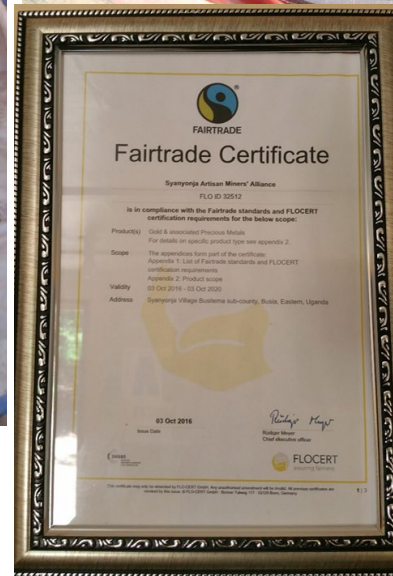 FAIRTRADE
Fairtrade Certificate
Syanyonja Artisan Miners' Alliance
FLO ID 32512
is in compliance with the Fairtrade standards and FLOCERT
certification requirements for the below scope:
Product(s) Gold & associated Precious Metals
For details on specific product type see appendix 2.
Scope The appendices form part of the certificate:
Appendix 1: List of Fairtrade standards and FLOCERT
certification requirements
Appendix 2: Product scope
Validity 03 Oct 2016 - 03 Oct 2020
Address Syanyonja Village Busitema sub-county, Busia, Eastern, Uganda
03 Oct 2016
Issue Date
Rüdiger Meyer
Rüdiger Meyer
Chief executive officer
FLOCERT
assuring fairness